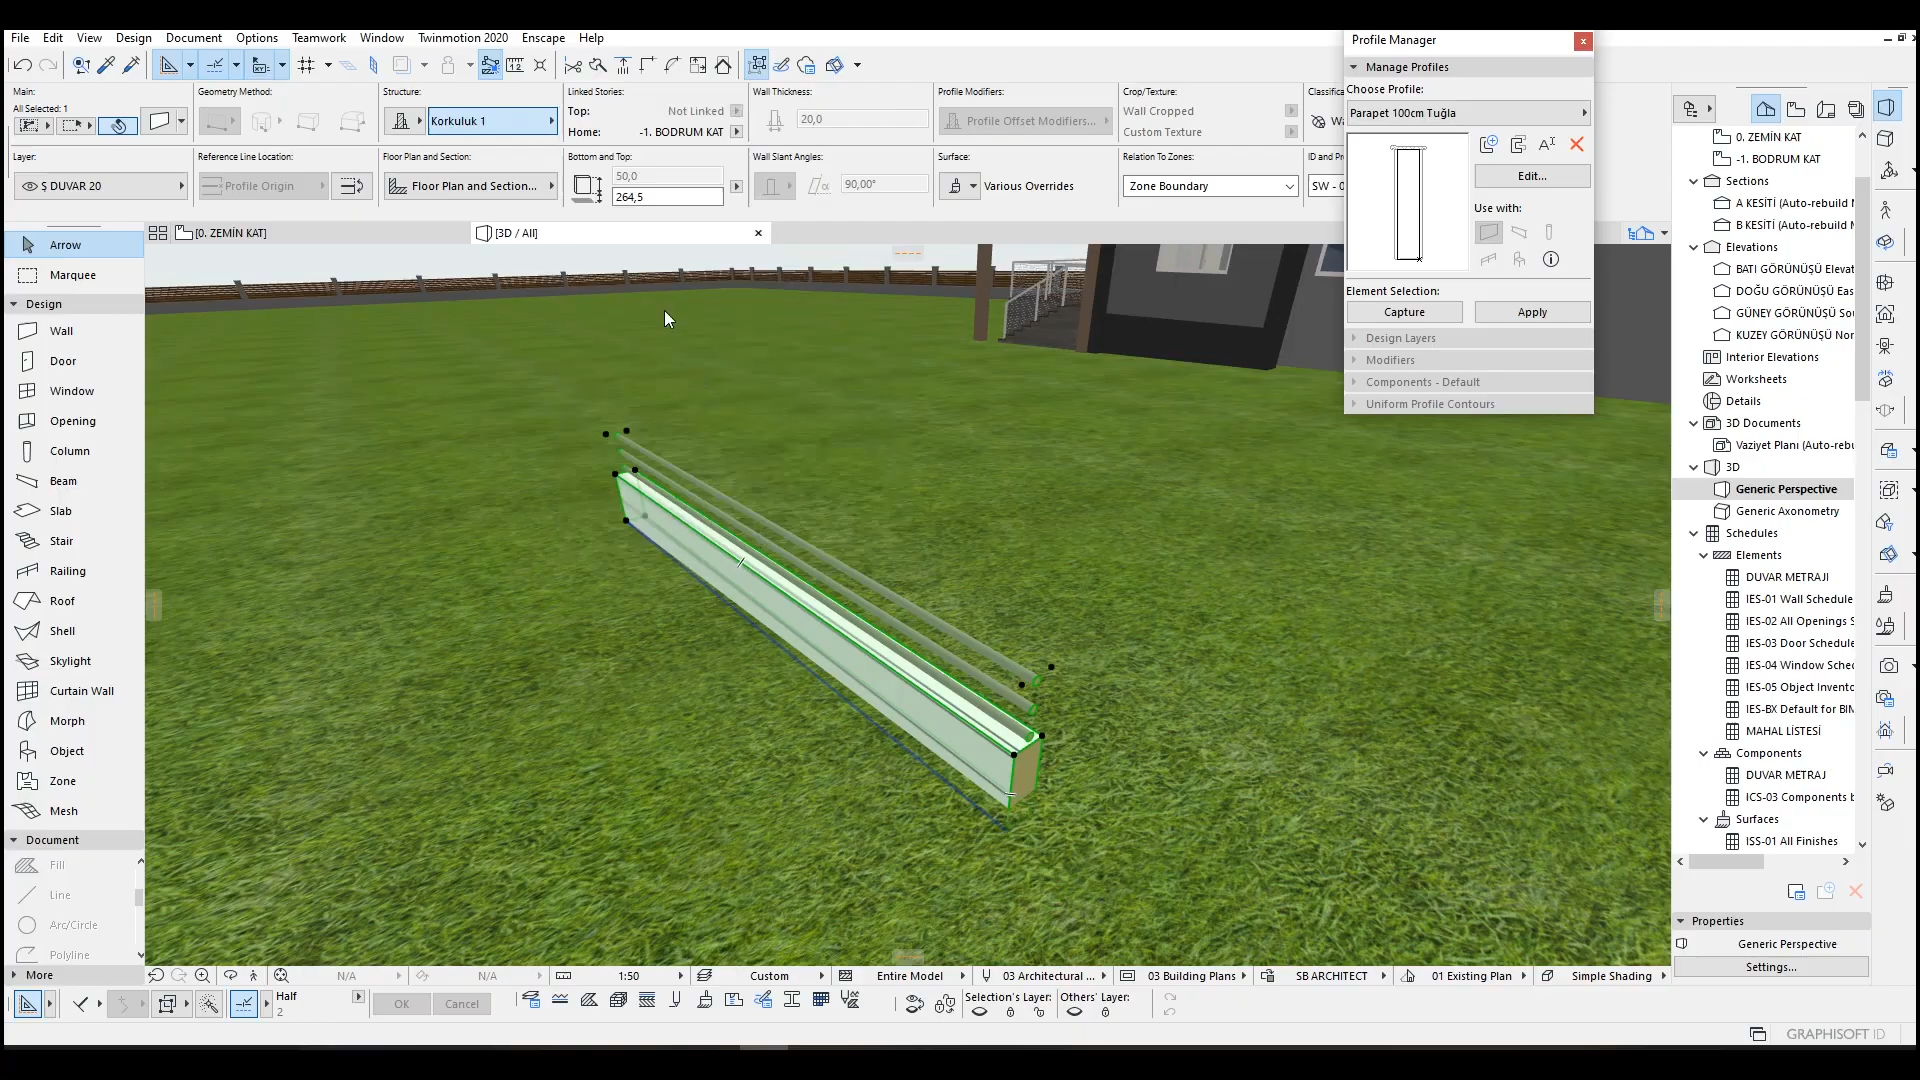 File Edit View Design Document Options Teamwork Window Twinmotion 2020 Enscape Help
Profile Manager
Manage Profiles
Choose Profile:
Parapet 100cm Tuğla
Edit...
Use with:
Element Selection:
Capture Apply
Design Layers
Modifiers
Components - Default
Uniform Profile Contours
Main:
All Selected: 1
Geometry Method:
Structure:
Korkuluk 1
Linked Stories:
Top: Not Linked
Home: -1. BODRUM KAT
Wall Thickness:
20,0
Profile Modifiers:
Profile Offset Modifiers...
Crop/Texture:
Wall Cropped
Custom Texture
Classifica
Wa
Layer:
$ DUVAR 20
Reference Line Location:
Profile Origin
Floor Plan and Section:
Floor Plan and Section...
Bottom and Top:
50,0
264,5
Wall Slant Angles:
90,00°
Surface:
Various Overrides
Relation To Zones:
Zone Boundary
ID and Pr
SW - 0
[0. ZEMİN KAT]
[3D / All]
Arrow
Marquee
Design
Wall
Door
Window
Opening
Column
Beam
Slab
Stair
Railing
Roof
Shell
Skylight
Curtain Wall
Morph
Object
Zone
Mesh
Document
Fill
Line
Arc/Circle
Polyline
More
0. ZEMİN KAT
-1. BODRUM KAT
Sections
A KESİTİ (Auto-rebuild M
B KESİTİ (Auto-rebuild M
Elevations
BATI GÖRÜNÜŞÜ Elevat
DOĞU GÖRÜNÜŞÜ Eas
GÜNEY GÖRÜNÜŞÜ Sou
KUZEY GÖRÜNÜŞÜ Nor
Interior Elevations
Worksheets
Details
3D Documents
Vaziyet Planı (Auto-rebu
3D
Generic Perspective
Generic Axonometry
Schedules
Elements
DUVAR METRAJI
IES-01 Wall Schedule
IES-02 All Openings S
IES-03 Door Schedule
IES-04 Window Sched
IES-05 Object Invento
IES-BX Default for BIM
MAHAL LİSTESİ
Components
DUVAR METRAJ
ICS-03 Components b
Surfaces
ISS-01 All Finishes
Properties
Generic Perspective
Settings...
N/A N/A 1:50 Custom Entire Model 03 Architectural ... 03 Building Plans SB ARCHITECT 01 Existing Plan Simple Shading
Half
2
OK Cancel
Selection's Layer: Others' Layer:
GRAPHISOFT ID